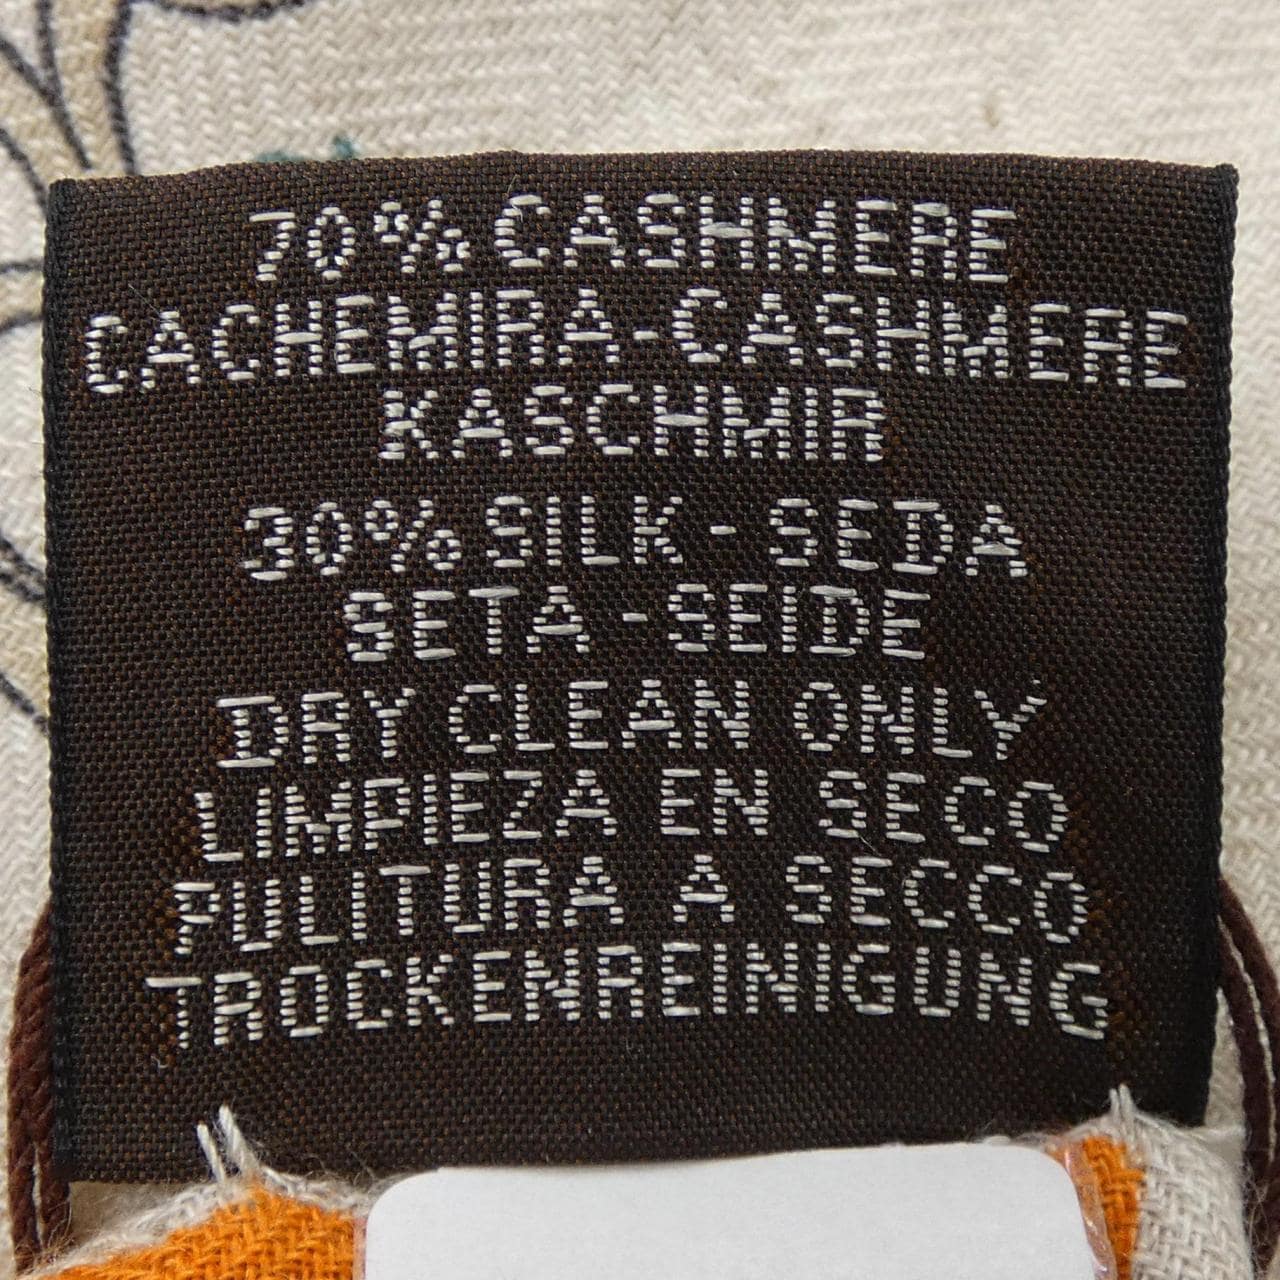 70% CASHMERE
CACHEMIRA-CASHMERE
KASCHMIR
30% SILK - SEDA
SETA - SEIDE
DRY CLEAN ONLY
LIMPIEZA EN SECO
PULITURA A SECCO
TROCKENREINIGUNG